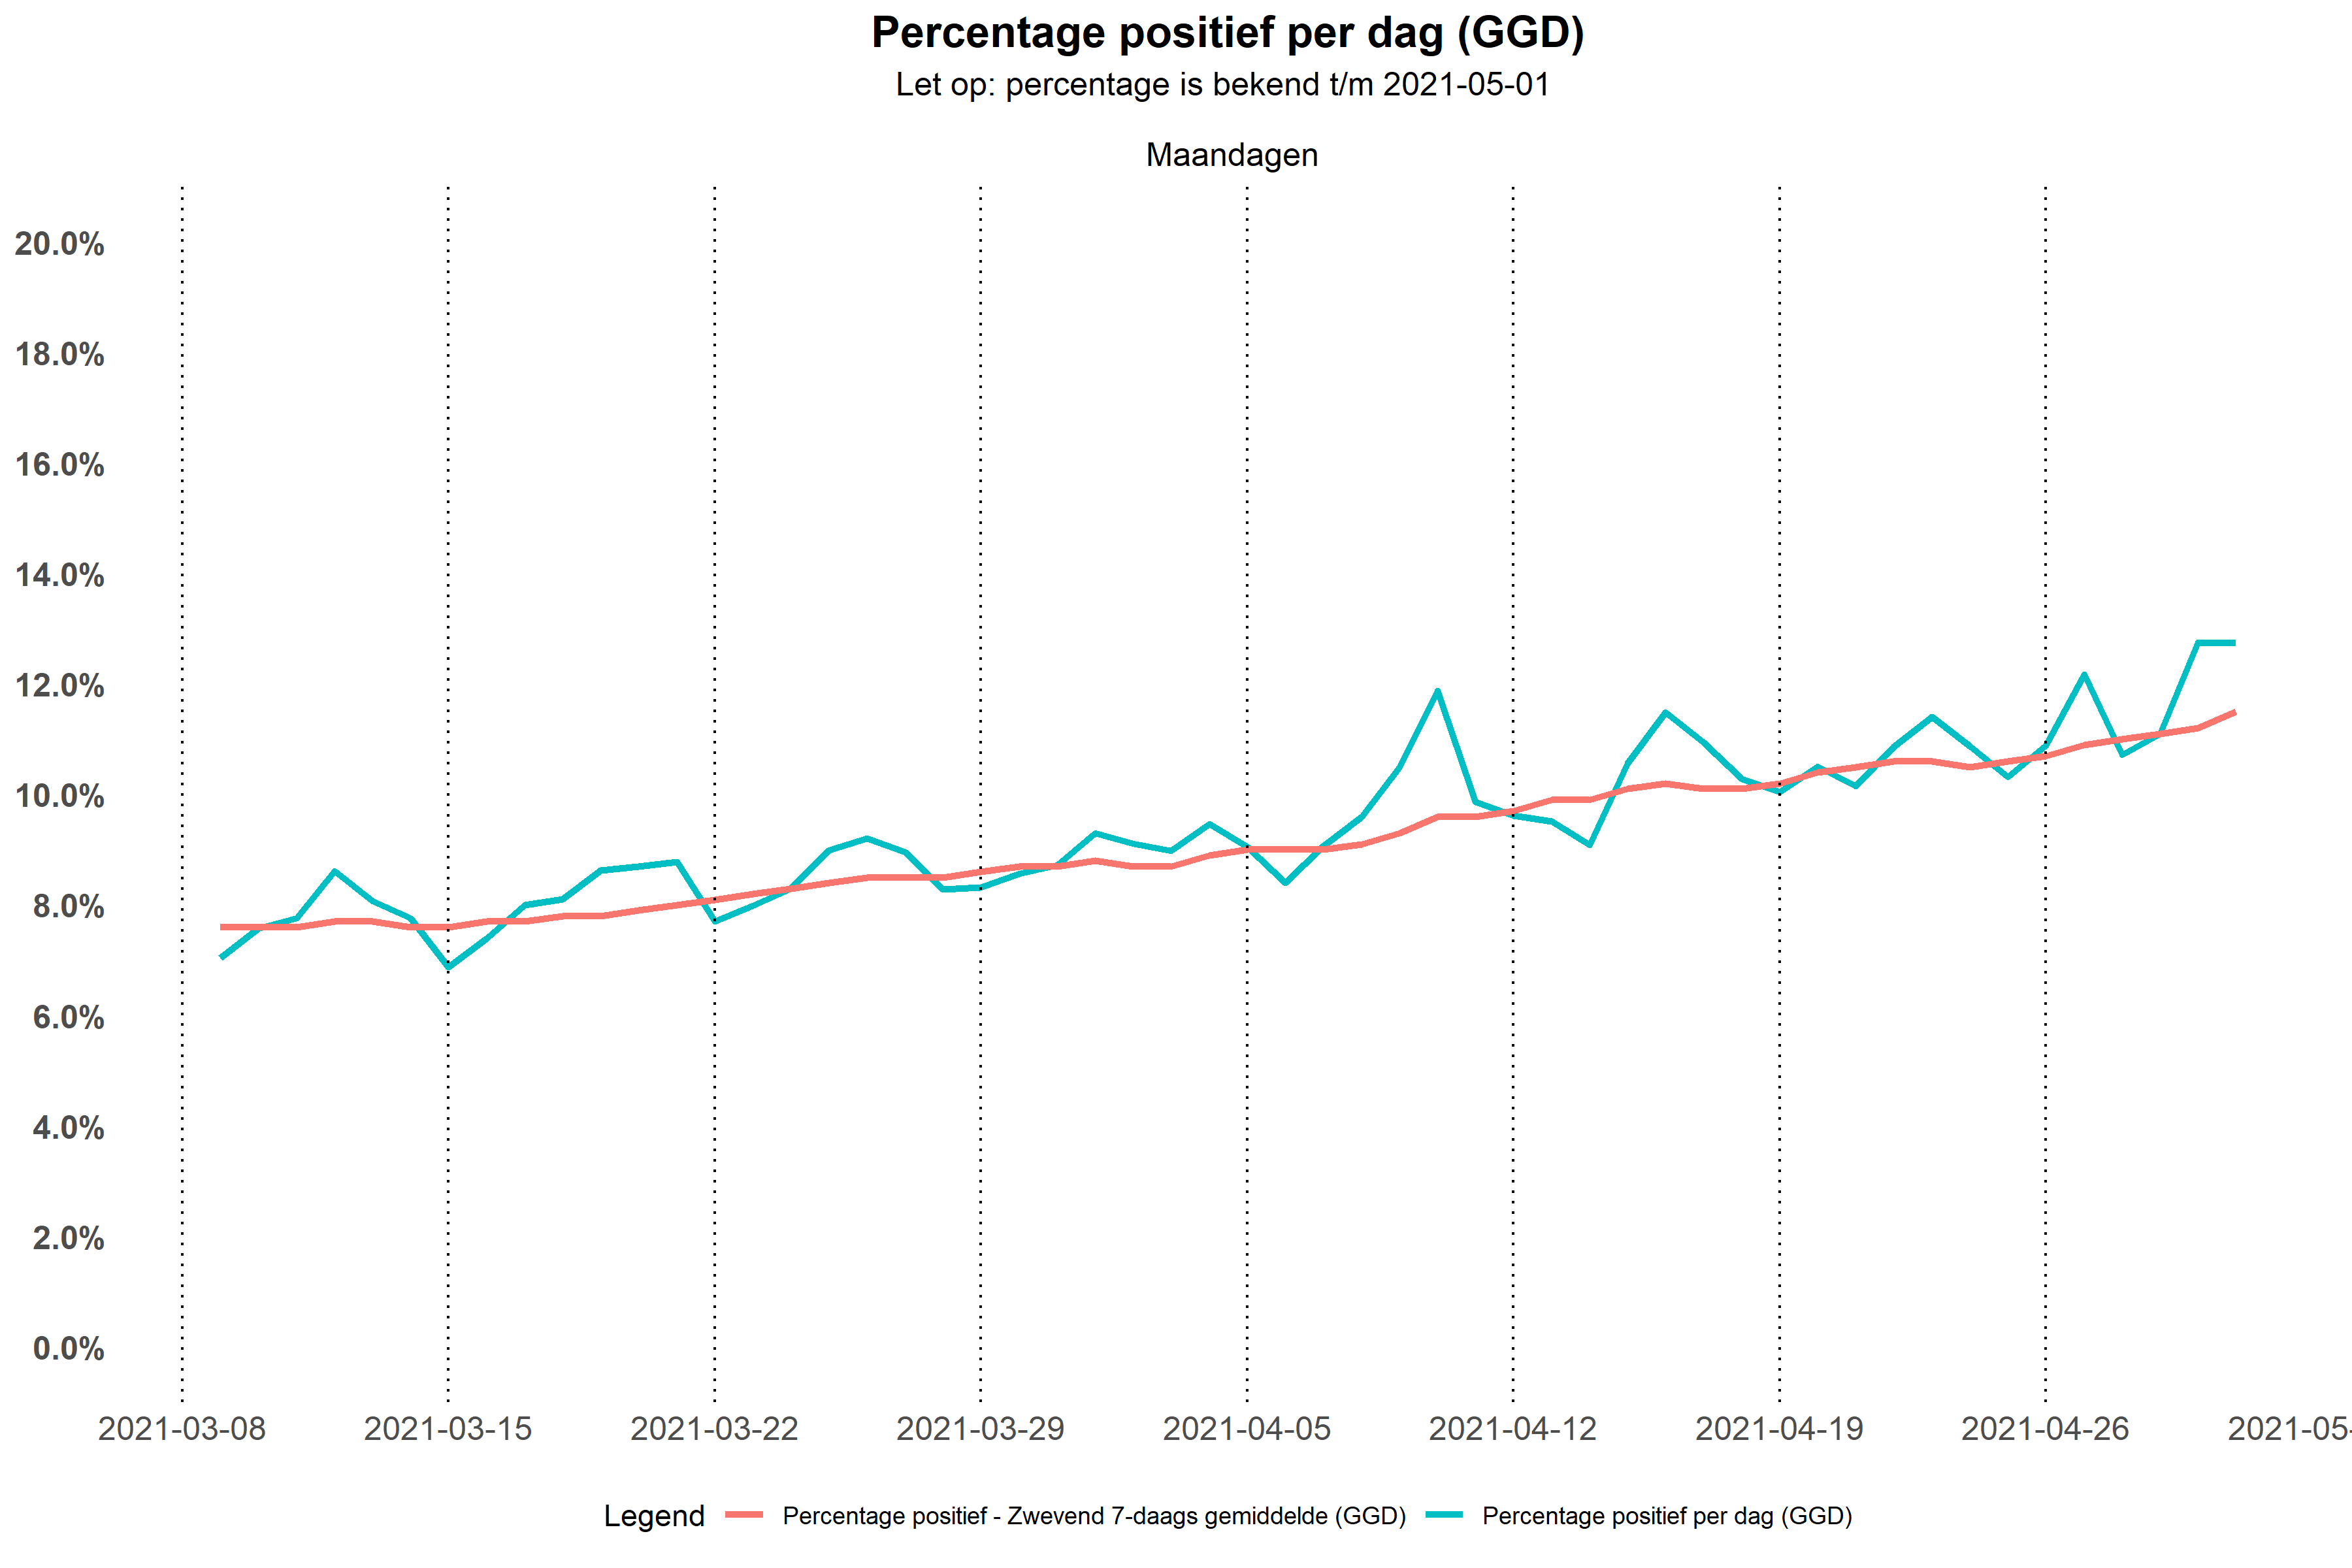 Percentage positief per dag (GGD)
Let op: percentage is bekend t/m 2021-05-01
Maandagen
20.0%
18.0%
16.0%
14.0%
12.0%
10.0%
8.0%
6.0%
4.0%
2.0%
0.0%
2021-03-08 2021-03-15 2021-03-22 2021-03-29 2021-04-05 2021-04-12 2021-04-19 2021-04-26 2021-05-
Legend Percentage positief - Zwevend 7-daags gemiddelde (GGD) Percentage positief per dag (GGD)